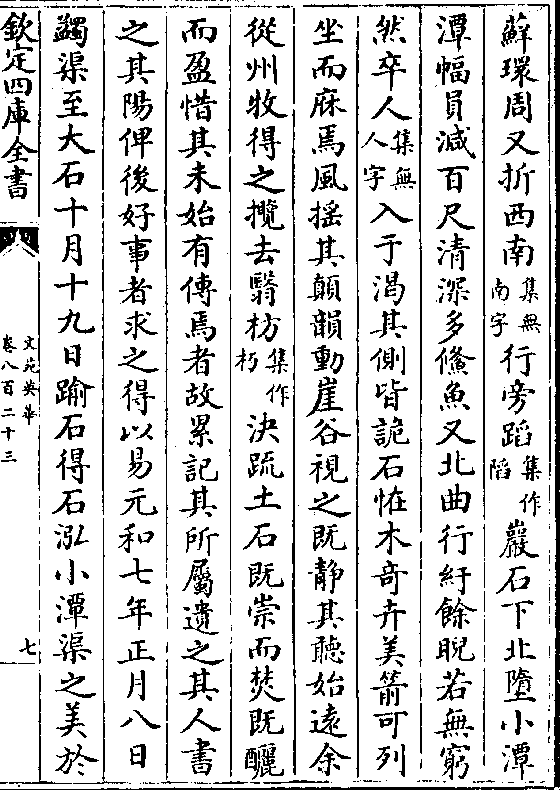 蘚環周又折西南集無南字行旁蹈集作䧟巖石下北墮小潭
潭幅員減百尺清深多鯈魚又北曲行紆餘睨若無窮
然卒人集無人字入于渴其側皆詭石怪木奇卉美箭可列
坐而庥焉風揺其顛韻動崖谷視之既静其聽始逺余
從州牧得之攬去翳枋集作朽決疏土石既崇而焚既釃
而盈惜其未始有傳焉者故累記其所屬遺之其人書
之其陽俾後好事者求之得以易元和七年正月八日
蠲渠至大石十月十九日踰石得石泓小潭渠之美於
欽定四庫全書
文苑英華
卷八百二十三
七